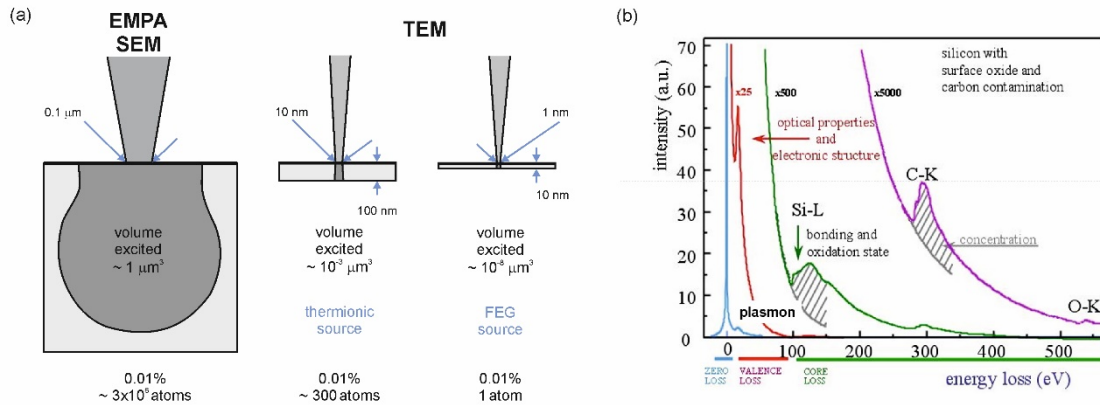 (a)
EMPA
SEM
TEM
0.1 μm
10 nm
1 nm
100 nm
10 nm
volume
excited
~ 1 μm³
volume
excited
~ 10⁻³ μm³
volume
excited
~ 10⁻⁸ μm³
thermionic
source
FEG
source
0.01%
~ 3x10⁶ atoms
0.01%
~ 300 atoms
0.01%
1 atom
(b)
intensity (a.u.)
70
60
50
40
30
20
10
0
x25
x500
x5000
silicon with
surface oxide and
carbon contamination
optical properties
and
electronic structure
C-K
Si-L
bonding and
oxidation state
concentration
plasmon
O-K
0
100
200
300
400
500
ZERO
LOSS
VALENCE
LOSS
CORE
LOSS
energy loss (eV)